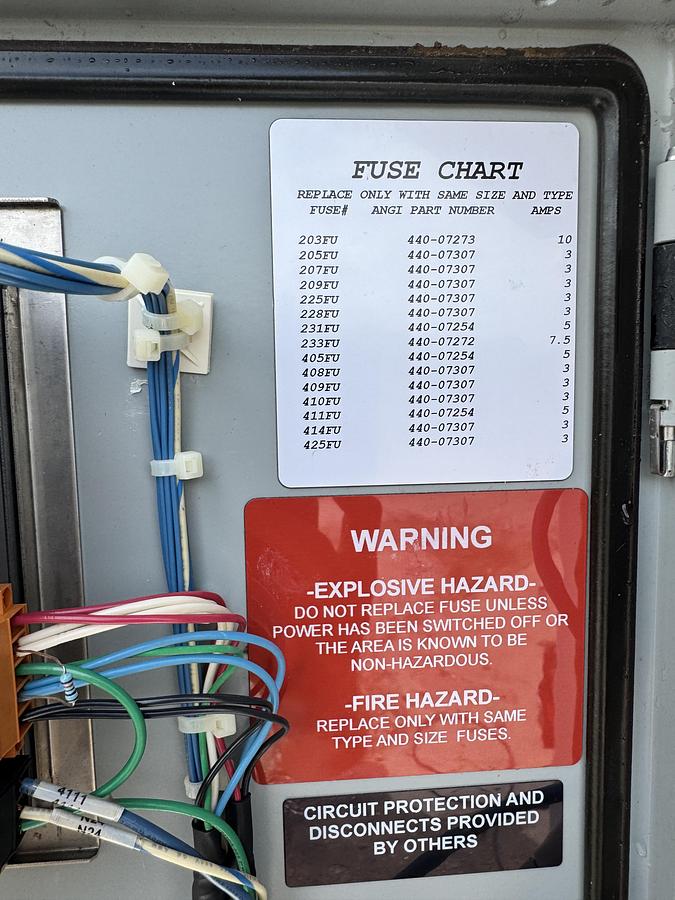 FUSE CHART
REPLACE ONLY WITH SAME SIZE AND TYPE
FUSE# ANGI PART NUMBER AMPS
203FU 440-07273 10
205FU 440-07307 3
207FU 440-07307 3
209FU 440-07307 3
225FU 440-07307 3
228FU 440-07307 3
231FU 440-07254 5
233FU 440-07272 7.5
405FU 440-07254 5
408FU 440-07307 3
409FU 440-07307 3
410FU 440-07307 3
411FU 440-07254 5
414FU 440-07307 3
425FU 440-07307 3
WARNING
-EXPLOSIVE HAZARD-
DO NOT REPLACE FUSE UNLESS
POWER HAS BEEN SWITCHED OFF OR
THE AREA IS KNOWN TO BE
NON-HAZARDOUS.
-FIRE HAZARD-
REPLACE ONLY WITH SAME
TYPE AND SIZE FUSES.
CIRCUIT PROTECTION AND
DISCONNECTS PROVIDED
BY OTHERS
4111
N24